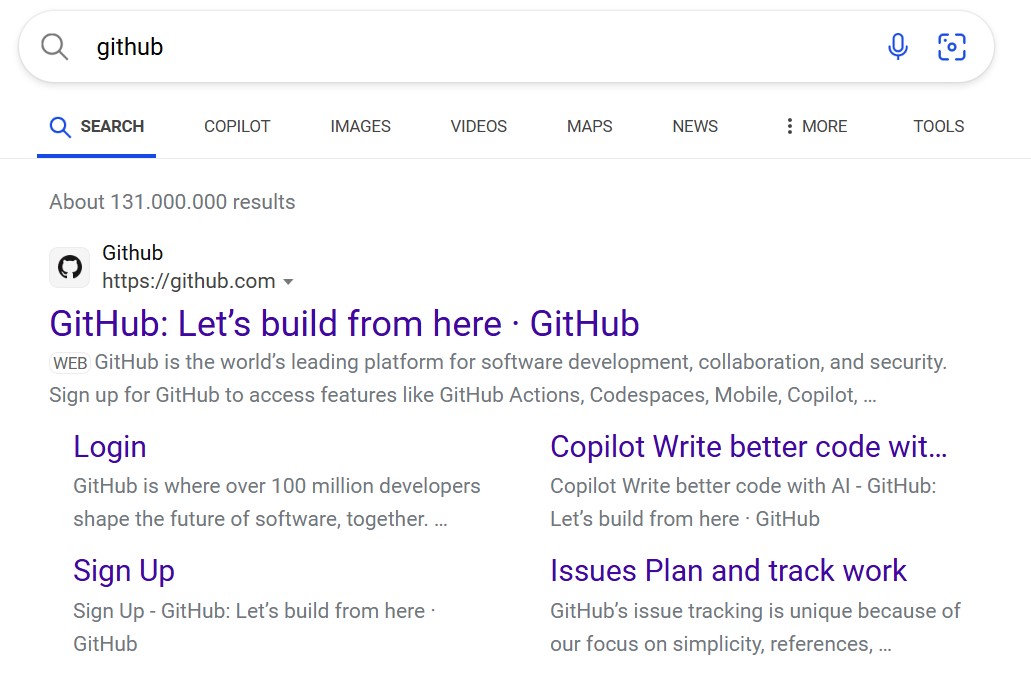 github
SEARCH COPILOT IMAGES VIDEOS MAPS NEWS MORE TOOLS
About 131.000.000 results
Github
https://github.com
GitHub: Let’s build from here · GitHub
WEB GitHub is the world’s leading platform for software development, collaboration, and security.
Sign up for GitHub to access features like GitHub Actions, Codespaces, Mobile, Copilot, ...
Login
GitHub is where over 100 million developers
shape the future of software, together. ...
Copilot Write better code wit...
Copilot Write better code with AI - GitHub:
Let’s build from here · GitHub
Sign Up
Sign Up - GitHub: Let’s build from here ·
GitHub
Issues Plan and track work
GitHub’s issue tracking is unique because of
our focus on simplicity, references, ...